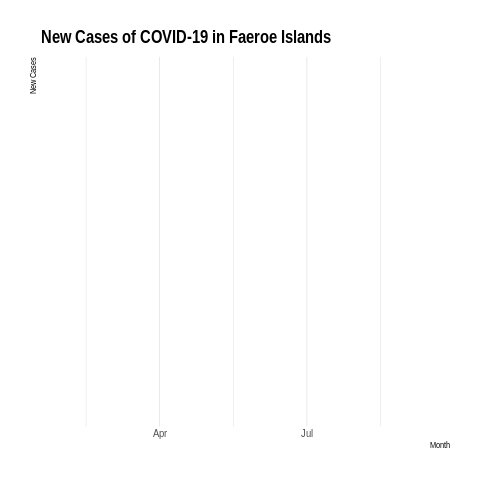 New Cases of COVID-19 in Faeroe Islands
New Cases
Apr
Jul
Month